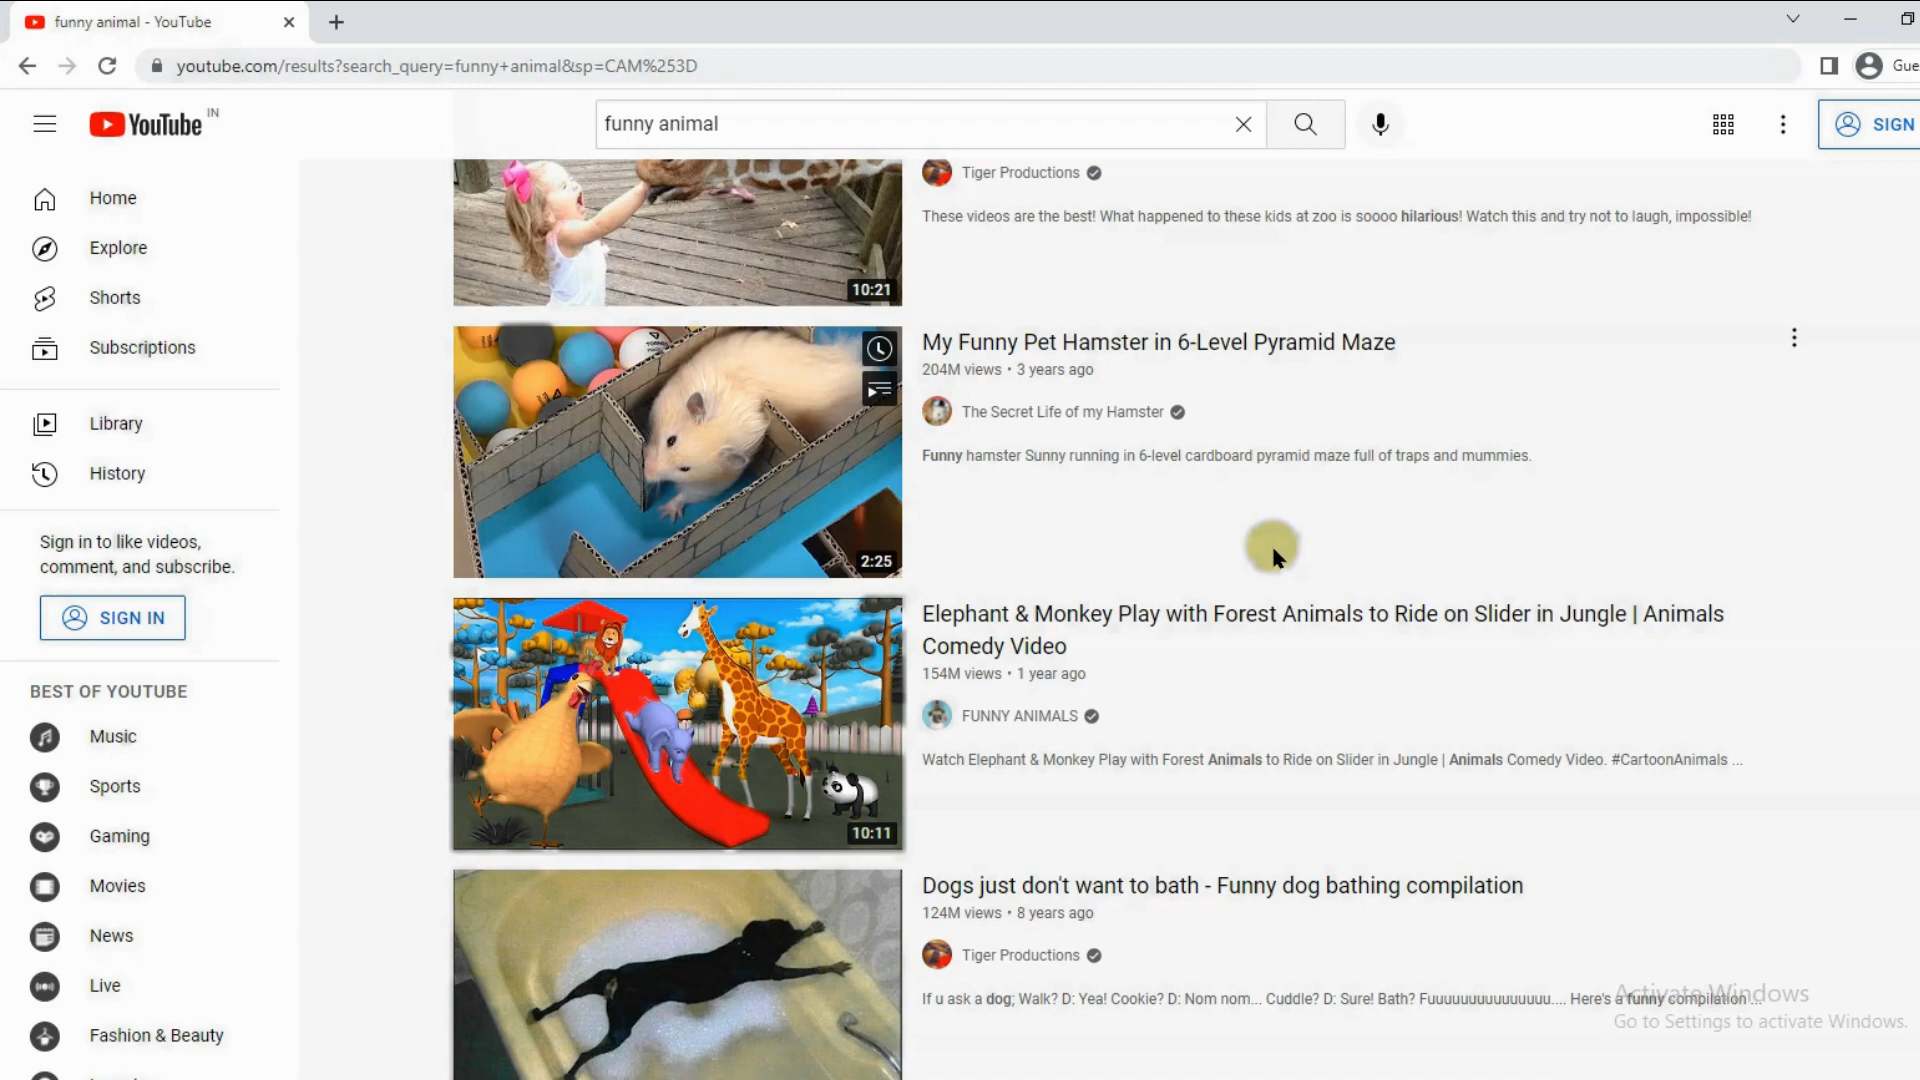 funny animal - YouTube
youtube.com/results?search_query=funny+animal&sp=CAM%253D
Gue
YouTube IN
funny animal
SIGN
Home
Explore
Shorts
Subscriptions
Library
History
Sign in to like videos,
comment, and subscribe.
SIGN IN
BEST OF YOUTUBE
Music
Sports
Gaming
Movies
News
Live
Fashion & Beauty
Tiger Productions
These videos are the best! What happened to these kids at zoo is soooo hilarious! Watch this and try not to laugh, impossible!
10:21
My Funny Pet Hamster in 6-Level Pyramid Maze
204M views • 3 years ago
The Secret Life of my Hamster
Funny hamster Sunny running in 6-level cardboard pyramid maze full of traps and mummies.
2:25
Elephant & Monkey Play with Forest Animals to Ride on Slider in Jungle | Animals
Comedy Video
154M views • 1 year ago
FUNNY ANIMALS
Watch Elephant & Monkey Play with Forest Animals to Ride on Slider in Jungle | Animals Comedy Video. #CartoonAnimals ...
10:11
Dogs just don't want to bath - Funny dog bathing compilation
124M views • 8 years ago
Tiger Productions
If u ask a dog; Walk? D: Yea! Cookie? D: Nom nom... Cuddle? D: Sure! Bath? Fuuuuuuuuuuuuuu.... Here's a funny compilation ...
Activate Windows
Go to Settings to activate Windows.